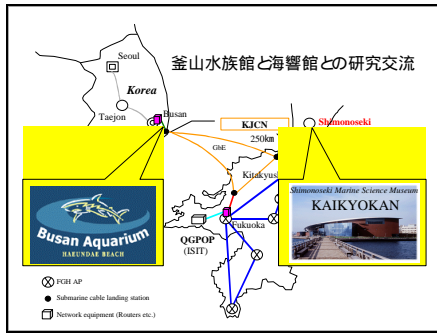 釜山水族館と海響館との研究交流
Seoul
Korea
Taejon
Busan
KJCN
250km
GbE
Shimonoseki
Kitakyus
Busan Aquarium
HAEUNDAE BEACH
Shimonoseki Marine Science Museum
KAIKYOKAN
Fukuoka
QGPOP
(ISIT)
FGH AP
Submarine cable landing station
Network equipment (Routers etc.)